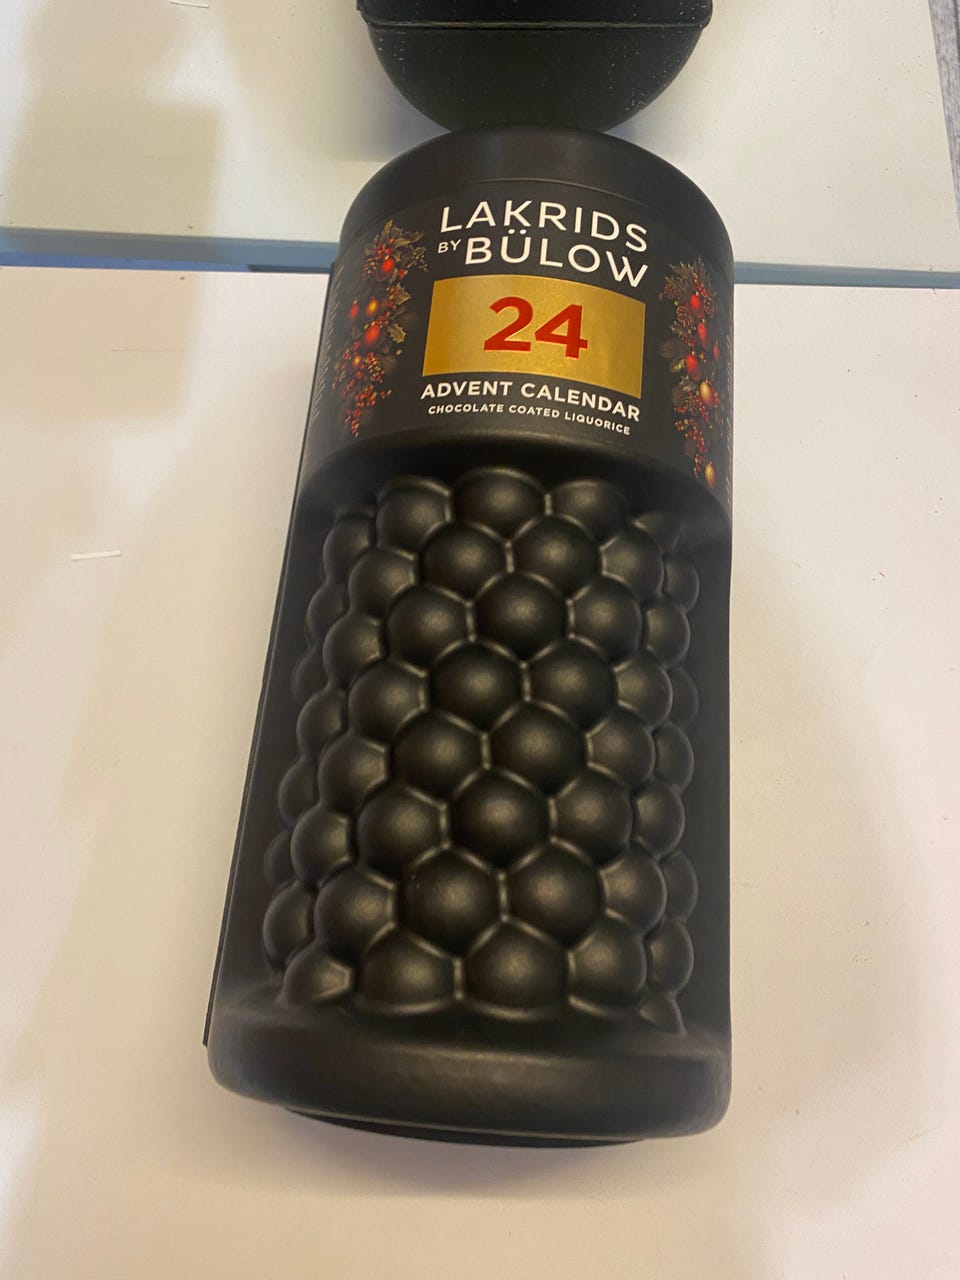 LAKRIDS
BY BÜLOW
24
ADVENT CALENDAR
CHOCOLATE COATED LIQUORICE